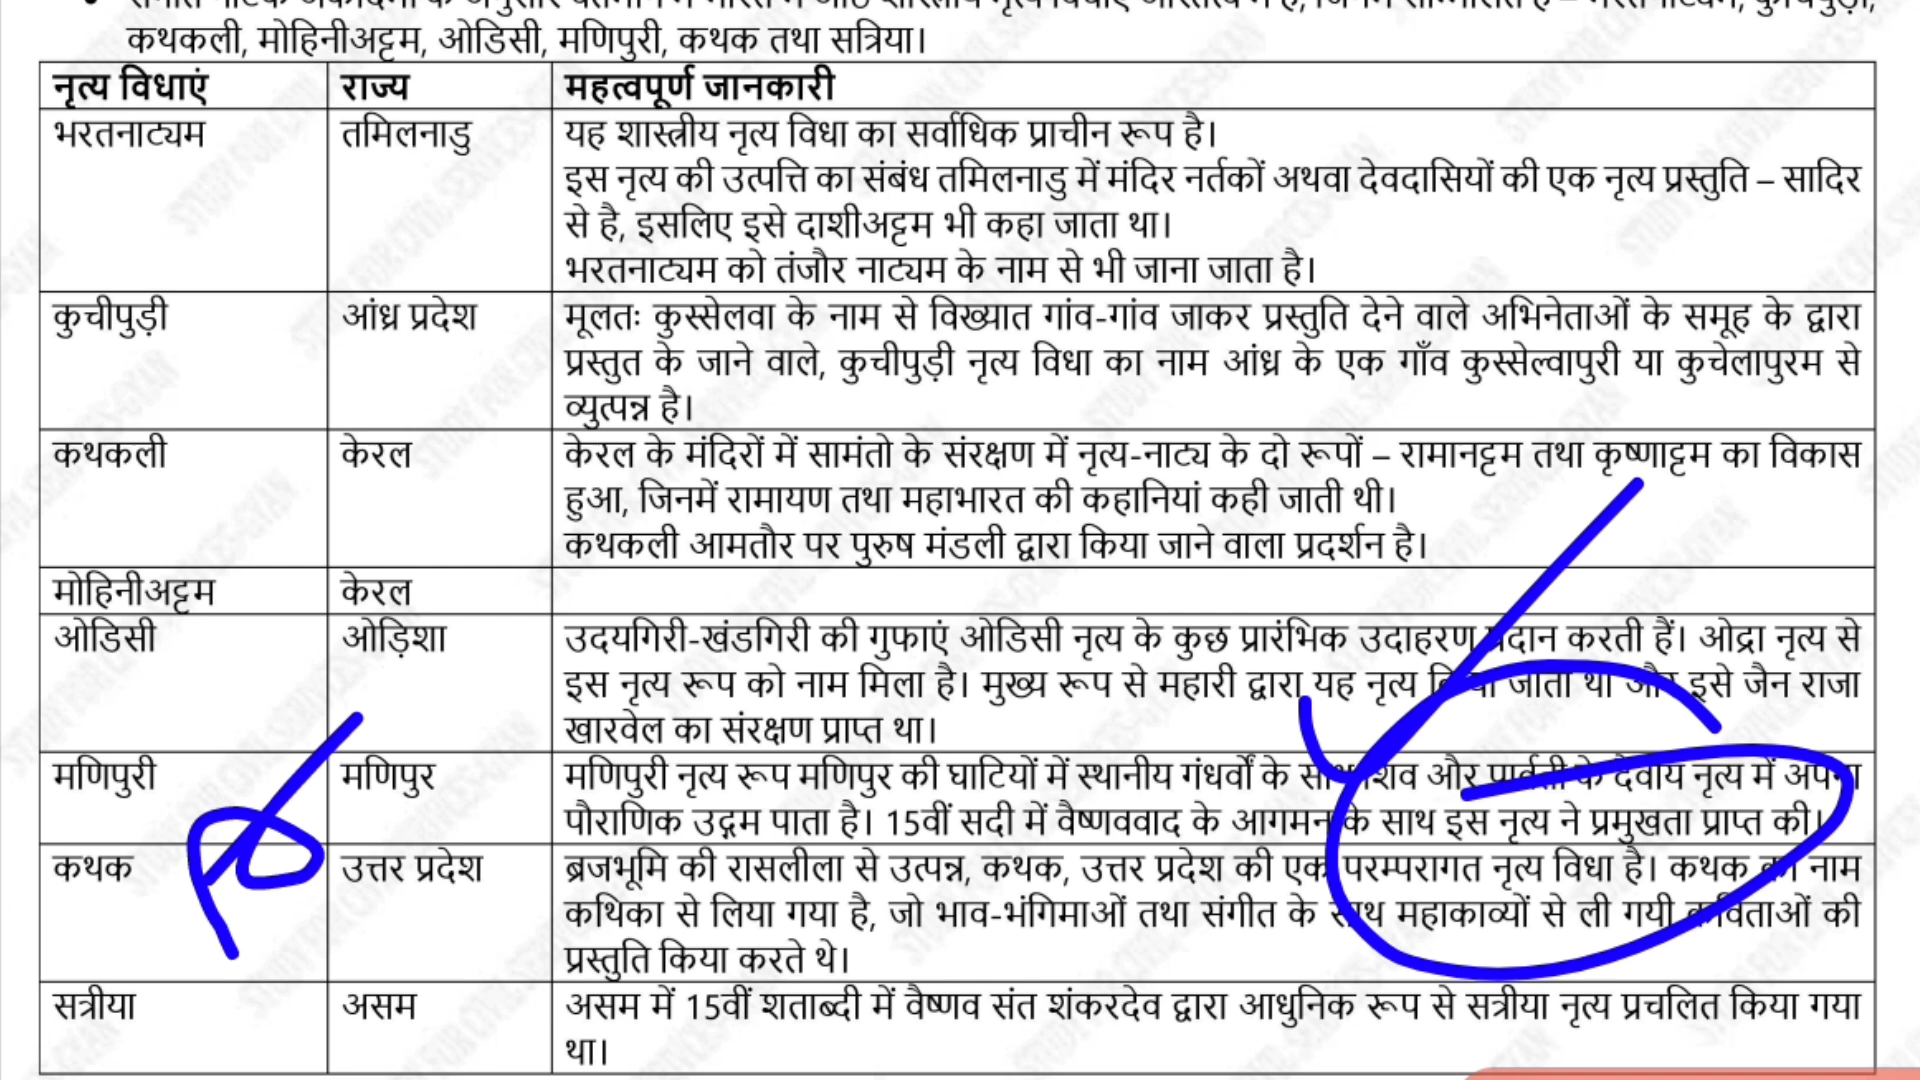 कथकली, मोहिनीअट्टम, ओडिसी, मणिपुरी, कथक तथा सत्रिया।
नृत्य विधाएं राज्य महत्वपूर्ण जानकारी
भरतनाट्यम तमिलनाडु यह शास्त्रीय नृत्य विधा का सर्वाधिक प्राचीन रूप है।
इस नृत्य की उत्पत्ति का संबंध तमिलनाडु में मंदिर नर्तकों अथवा देवदासियों की एक नृत्य प्रस्तुति – सादिर
से है, इसलिए इसे दाशीअट्टम भी कहा जाता था।
भरतनाट्यम को तंजौर नाट्यम के नाम से भी जाना जाता है।
कुचीपुड़ी आंध्र प्रदेश मूलतः कुस्सेलवा के नाम से विख्यात गांव-गांव जाकर प्रस्तुति देने वाले अभिनेताओं के समूह के द्वारा
प्रस्तुत के जाने वाले, कुचीपुड़ी नृत्य विधा का नाम आंध्र के एक गाँव कुस्सेल्वापुरी या कुचेलापुरम से
व्युत्पन्न है।
कथकली केरल केरल के मंदिरों में सामंतो के संरक्षण में नृत्य-नाट्य के दो रूपों – रामानट्टम तथा कृष्णाट्टम का विकास
हुआ, जिनमें रामायण तथा महाभारत की कहानियां कही जाती थी।
कथकली आमतौर पर पुरुष मंडली द्वारा किया जाने वाला प्रदर्शन है।
मोहिनीअट्टम केरल
ओडिसी ओड़िशा उदयगिरी-खंडगिरी की गुफाएं ओडिसी नृत्य के कुछ प्रारंभिक उदाहरण प्रदान करती हैं। ओद्रा नृत्य से
इस नृत्य रूप को नाम मिला है। मुख्य रूप से महारी द्वारा यह नृत्य किया जाता था और इसे जैन राजा
खारवेल का संरक्षण प्राप्त था।
मणिपुरी मणिपुर मणिपुरी नृत्य रूप मणिपुर की घाटियों में स्थानीय गंधर्वों के साथ शिव और पार्वती के देवीय नृत्य में अपना
पौराणिक उद्गम पाता है। 15वीं सदी में वैष्णववाद के आगमन के साथ इस नृत्य ने प्रमुखता प्राप्त की।
कथक उत्तर प्रदेश ब्रजभूमि की रासलीला से उत्पन्न, कथक, उत्तर प्रदेश की एक परम्परागत नृत्य विधा है। कथक का नाम
कथिका से लिया गया है, जो भाव-भंगिमाओं तथा संगीत के साथ महाकाव्यों से ली गयी कविताओं की
प्रस्तुति किया करते थे।
सत्रीया असम असम में 15वीं शताब्दी में वैष्णव संत शंकरदेव द्वारा आधुनिक रूप से सत्रीया नृत्य प्रचलित किया गया
था।